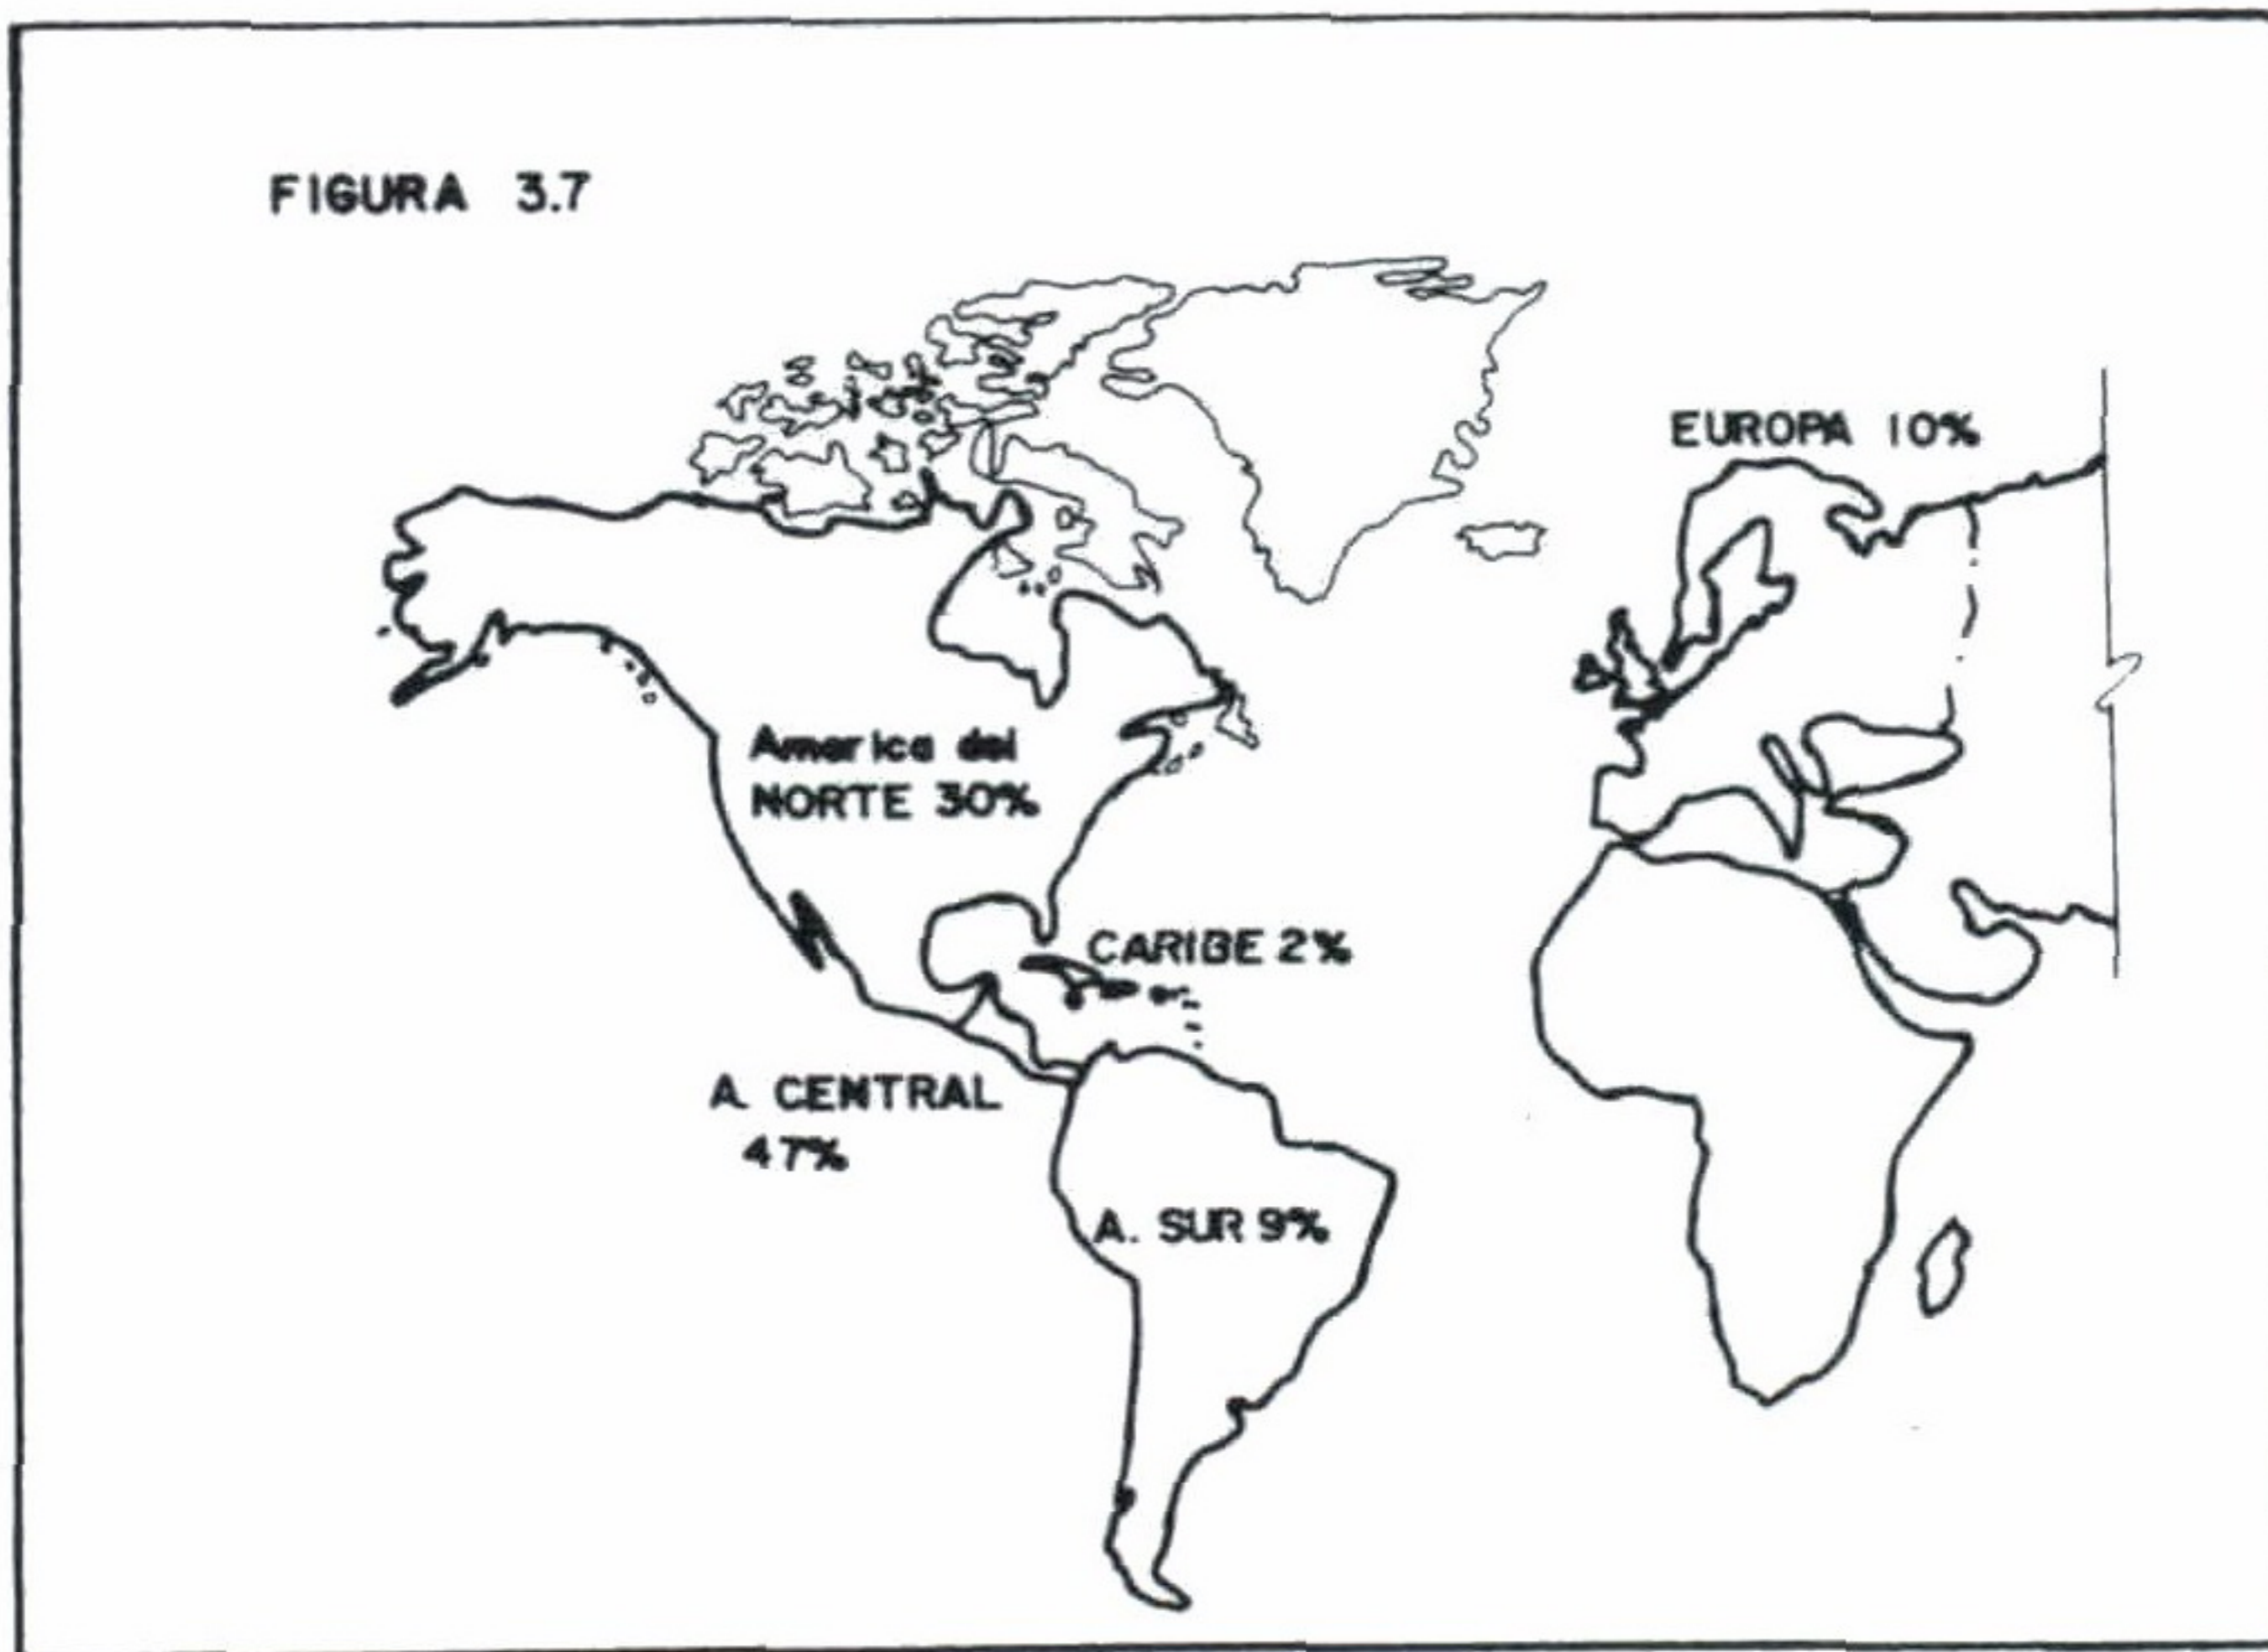 FIGURA 3.7
EUROPA 10%
America del
NORTE 30%
CARIBE 2%
A. CENTRAL
47%
A. SUR 9%